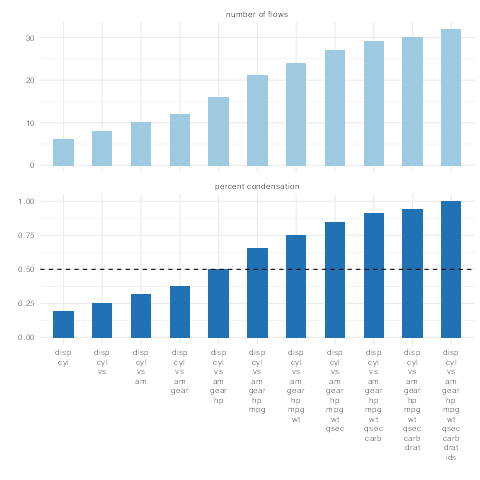 number of flows
30
20
10
0
percent condensation
1.00
0.75
0.50
0.25
0.00
disp disp disp disp disp disp disp disp disp disp disp
cyl cyl cyl cyl cyl cyl cyl cyl cyl cyl cyl
vs vs vs vs vs vs vs vs vs vs
am am am am am am am am am
gear gear gear gear gear gear gear gear
hp hp hp hp hp hp hp
mpg mpg mpg mpg mpg mpg
wt wt wt wt wt
qsec qsec qsec qsec
carb carb carb
drat drat
ids